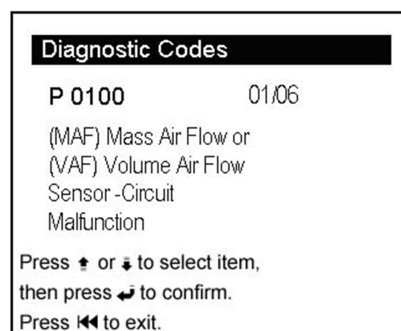 Diagnostic Codes
P 0100 01/06
(MAF) Mass Air Flow or
(VAF) Volume Air Flow
Sensor -Circuit
Malfunction
Press ⬆ or ⬇ to select item,
then press ↵ to confirm.
Press ⏮ to exit.